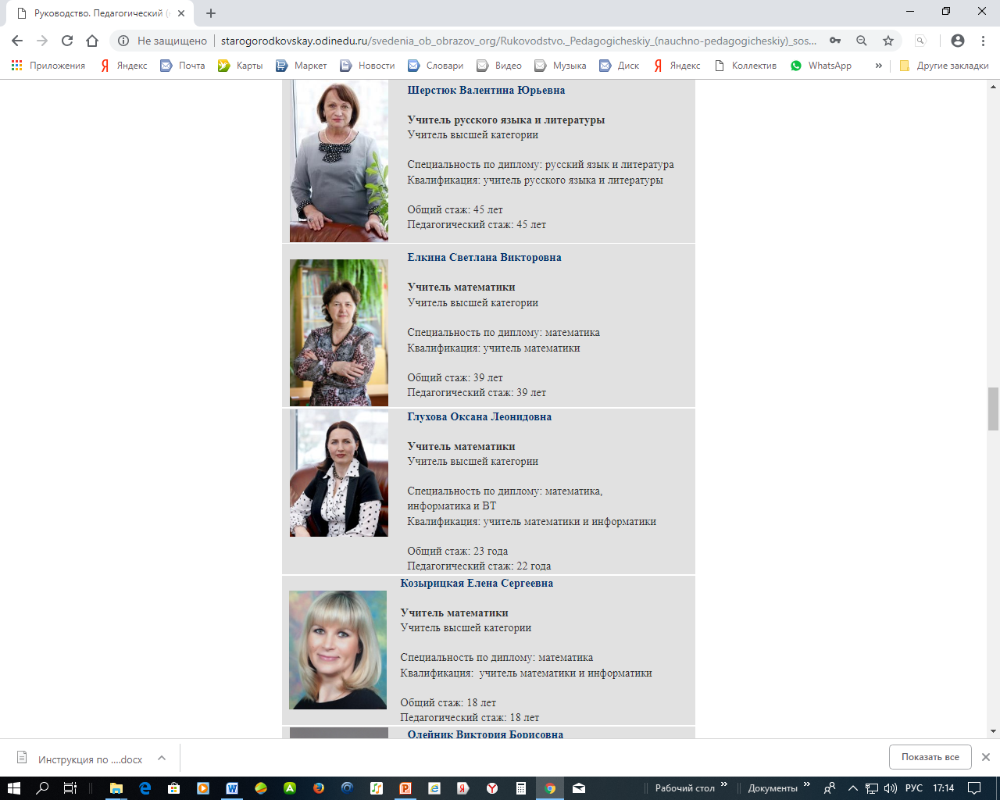 Руководство. Педагогический (
Не защищено
starogorodkovskay.odinedu.ru/svedenia_ob_obrazov_org/Rukovodstvo._Pedagogicheskiy_(nauchno-pedagogicheskiy)_sos...
Приложения Яндекс Почта Карты Маркет Новости Словари Видео Музыка Диск Яндекс Коллектив WhatsApp » Другие закладки
Шерстюк Валентина Юрьевна
Учитель русского языка и литературы
Учитель высшей категории
Специальность по диплому: русский язык и литература
Квалификация: учитель русского языка и литературы
Общий стаж: 45 лет
Педагогический стаж: 45 лет
Елкина Светлана Викторовна
Учитель математики
Учитель высшей категории
Специальность по диплому: математика
Квалификация: учитель математики
Общий стаж: 39 лет
Педагогический стаж: 39 лет
Глухова Оксана Леонидовна
Учитель математики
Учитель высшей категории
Специальность по диплому: математика,
информатика и ВТ
Квалификация: учитель математики и информатики
Общий стаж: 23 года
Педагогический стаж: 22 года
Козырицкая Елена Сергеевна
Учитель математики
Учитель высшей категории
Специальность по диплому: математика
Квалификация: учитель математики и информатики
Общий стаж: 18 лет
Педагогический стаж: 18 лет
Олейник Виктория Борисовна
Инструкция по ....docx
Показать все
Рабочий стол » Документы » РУС 17:14